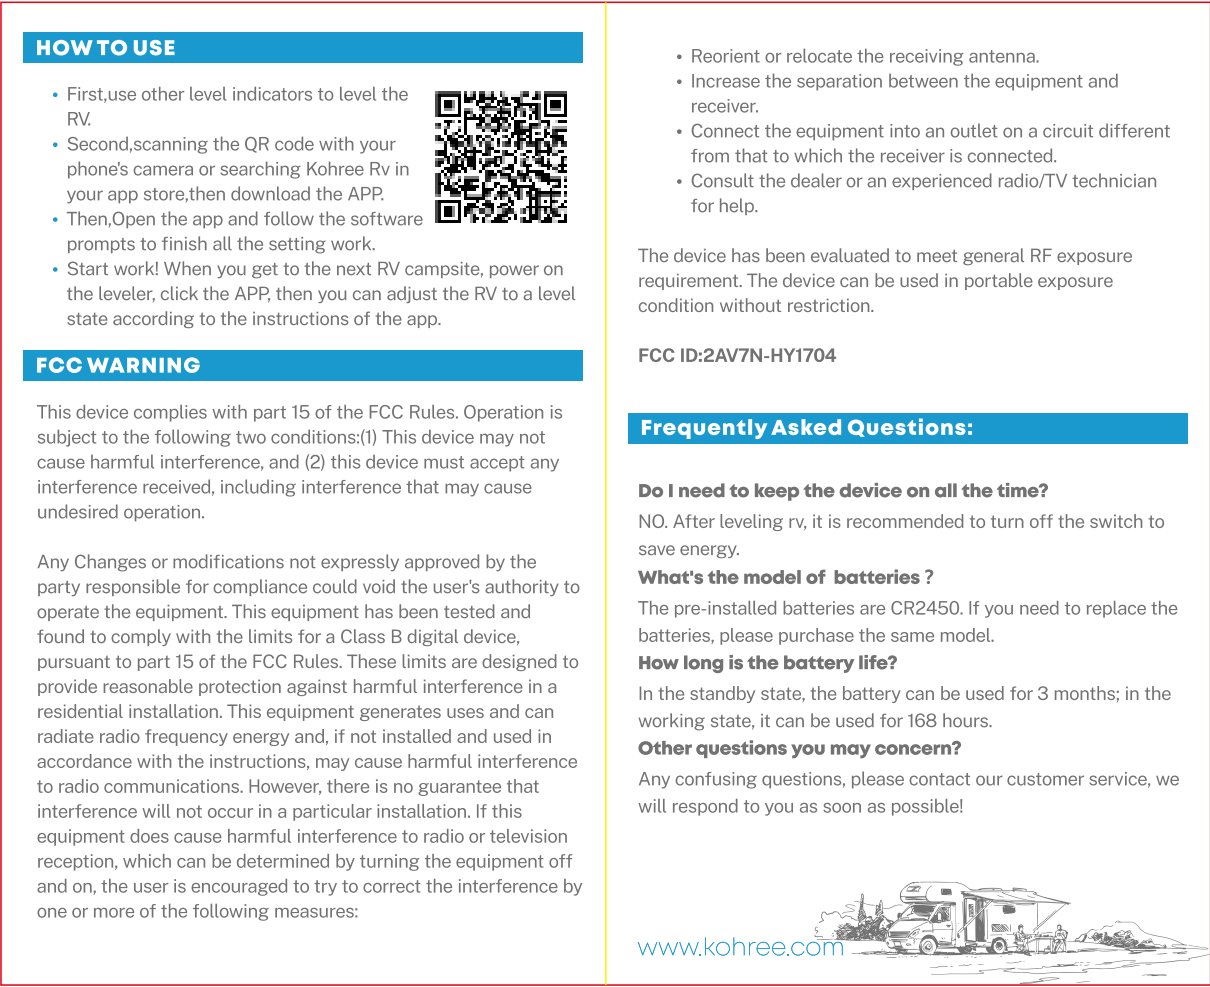 HOW TO USE
• First,use other level indicators to level the
RV.
• Second,scanning the QR code with your
phone's camera or searching Kohree Rv in
your app store,then download the APP.
• Then,Open the app and follow the software
prompts to finish all the setting work.
• Start work! When you get to the next RV campsite, power on
the leveler, click the APP, then you can adjust the RV to a level
state according to the instructions of the app.
FCC WARNING
This device complies with part 15 of the FCC Rules. Operation is
subject to the following two conditions:(1) This device may not
cause harmful interference, and (2) this device must accept any
interference received, including interference that may cause
undesired operation.
Any Changes or modifications not expressly approved by the
party responsible for compliance could void the user's authority to
operate the equipment. This equipment has been tested and
found to comply with the limits for a Class B digital device,
pursuant to part 15 of the FCC Rules. These limits are designed to
provide reasonable protection against harmful interference in a
residential installation. This equipment generates uses and can
radiate radio frequency energy and, if not installed and used in
accordance with the instructions, may cause harmful interference
to radio communications. However, there is no guarantee that
interference will not occur in a particular installation. If this
equipment does cause harmful interference to radio or television
reception, which can be determined by turning the equipment off
and on, the user is encouraged to try to correct the interference by
one or more of the following measures:
• Reorient or relocate the receiving antenna.
• Increase the separation between the equipment and
receiver.
• Connect the equipment into an outlet on a circuit different
from that to which the receiver is connected.
• Consult the dealer or an experienced radio/TV technician
for help.
The device has been evaluated to meet general RF exposure
requirement. The device can be used in portable exposure
condition without restriction.
FCC ID:2AV7N-HY1704
Frequently Asked Questions:
Do I need to keep the device on all the time?
NO. After leveling rv, it is recommended to turn off the switch to
save energy.
What's the model of batteries？
The pre-installed batteries are CR2450. If you need to replace the
batteries, please purchase the same model.
How long is the battery life?
In the standby state, the battery can be used for 3 months; in the
working state, it can be used for 168 hours.
Other questions you may concern?
Any confusing questions, please contact our customer service, we
will respond to you as soon as possible!
www.kohree.com